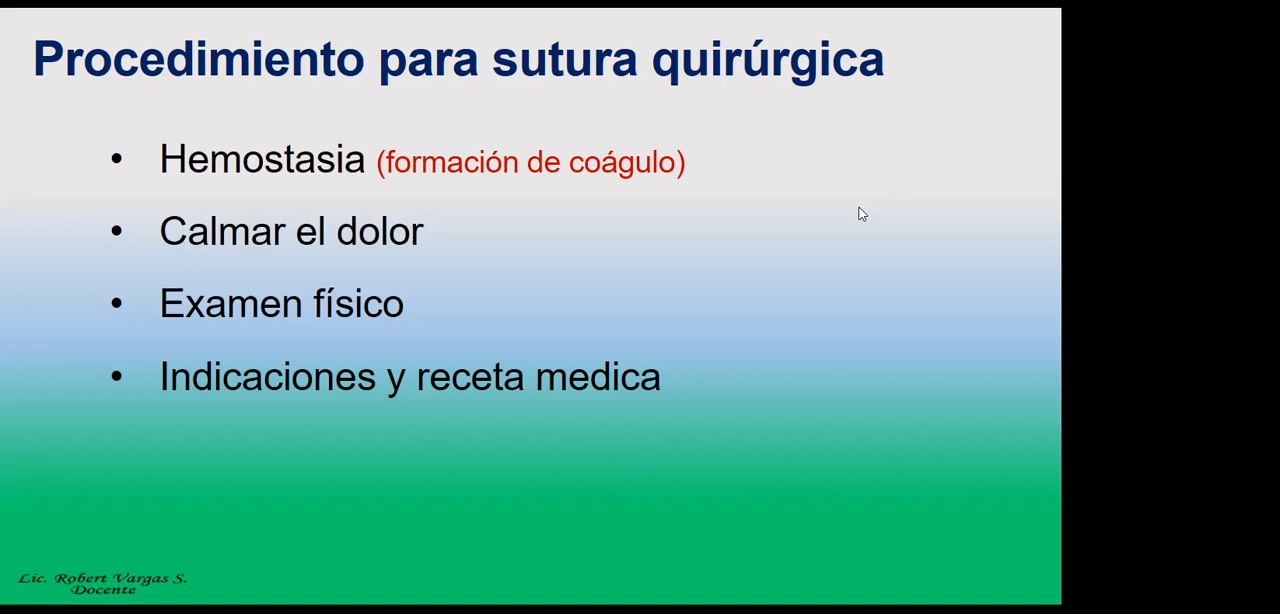 Procedimiento para sutura quirúrgica
• Hemostasia (formación de coágulo)
• Calmar el dolor
• Examen físico
• Indicaciones y receta medica
Lic. Robert Vargas S.
Docente